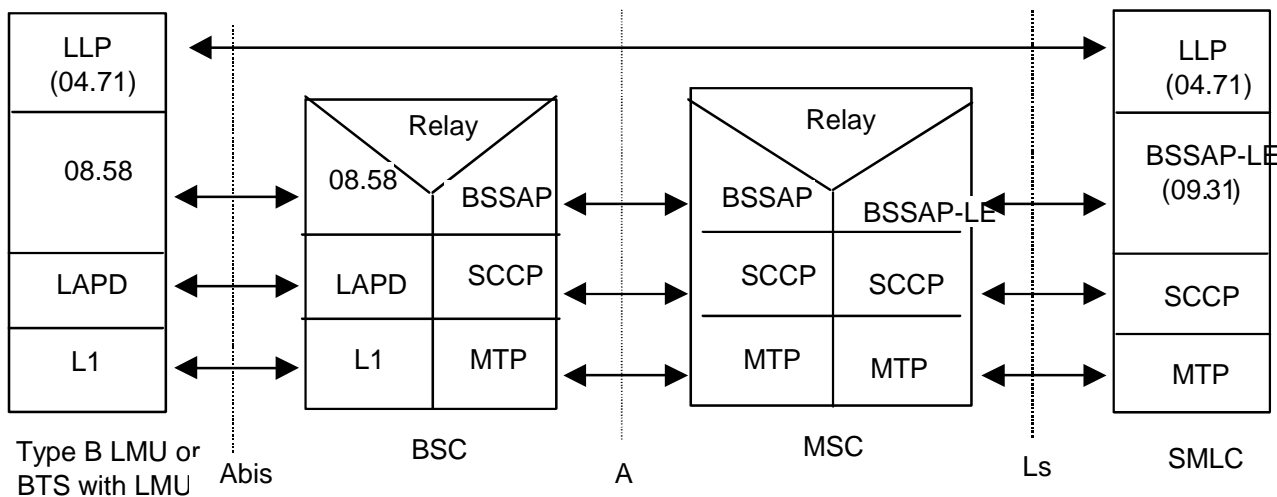 LLP
(04.71)
08.58
LAPD
L1
Type B LMU or
BTS with LMU
Abis
Relay
08.58
BSSAP
LAPD
SCCP
L1
MTP
BSC
A
Relay
BSSAP
BSSAP-LE
SCCP
SCCP
MTP
MTP
MSC
Ls
LLP
(04.71)
BSSAP-LE
(09.31)
SCCP
MTP
SMLC